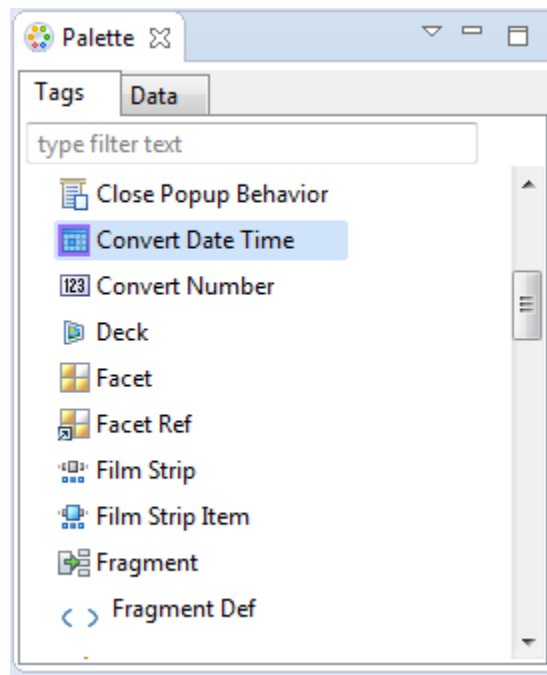 Palette
Tags Data
type filter text
Close Popup Behavior
Convert Date Time
123 Convert Number
Deck
Facet
Facet Ref
Film Strip
Film Strip Item
Fragment
Fragment Def